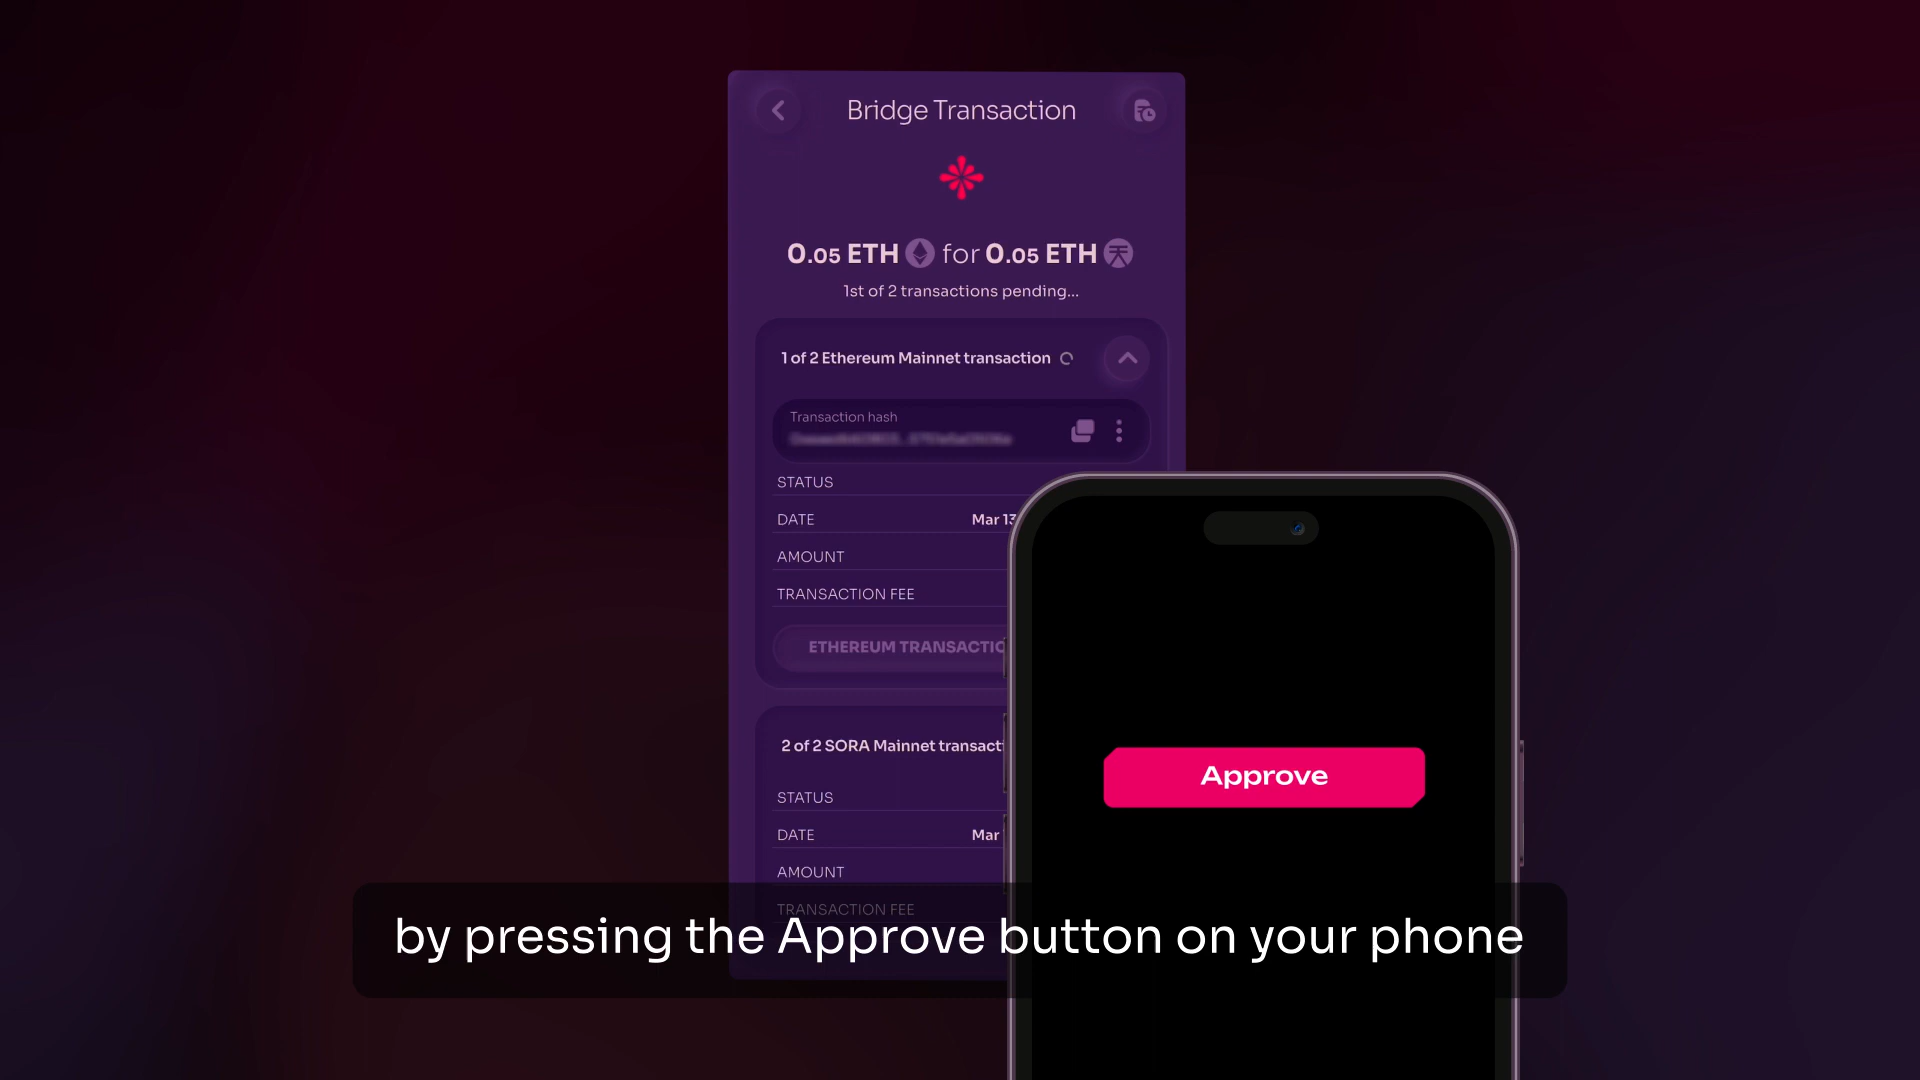 Bridge Transaction
0.05 ETH for 0.05 ETH
1st of 2 transactions pending...
1 of 2 Ethereum Mainnet transaction
Transaction hash
STATUS
DATE Mar 13
AMOUNT
TRANSACTION FEE
ETHEREUM TRANSACTIO
2 of 2 SORA Mainnet transacti
STATUS
DATE Mar
AMOUNT
TRANSACTION FEE
Approve
by pressing the Approve button on your phone